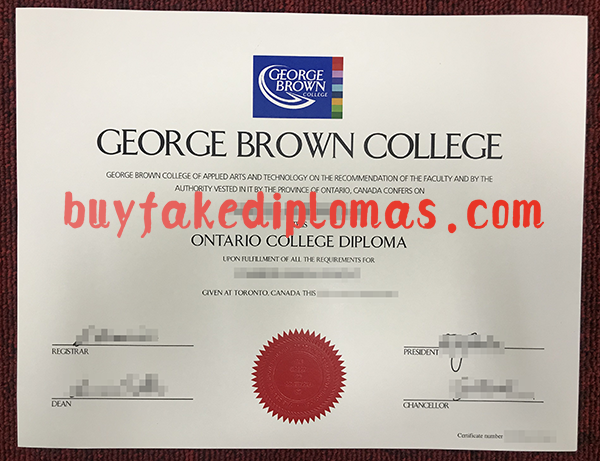 GEORGE
BROWN
COLLEGE
GEORGE BROWN COLLEGE
GEORGE BROWN COLLEGE OF APPLIED ARTS AND TECHNOLOGY ON THE RECOMMENDATION OF THE FACULTY AND BY THE
AUTHORITY VESTED IN IT BY THE PROVINCE OF ONTARIO, CANADA CONFERS ON
buyfakediplomas.com
ONTARIO COLLEGE DIPLOMA
UPON FULFILLMENT OF ALL THE REQUIREMENTS FOR
GIVEN AT TORONTO, CANADA THIS
REGISTRAR
PRESIDENT
DEAN
CHANCELLOR
Certificate number